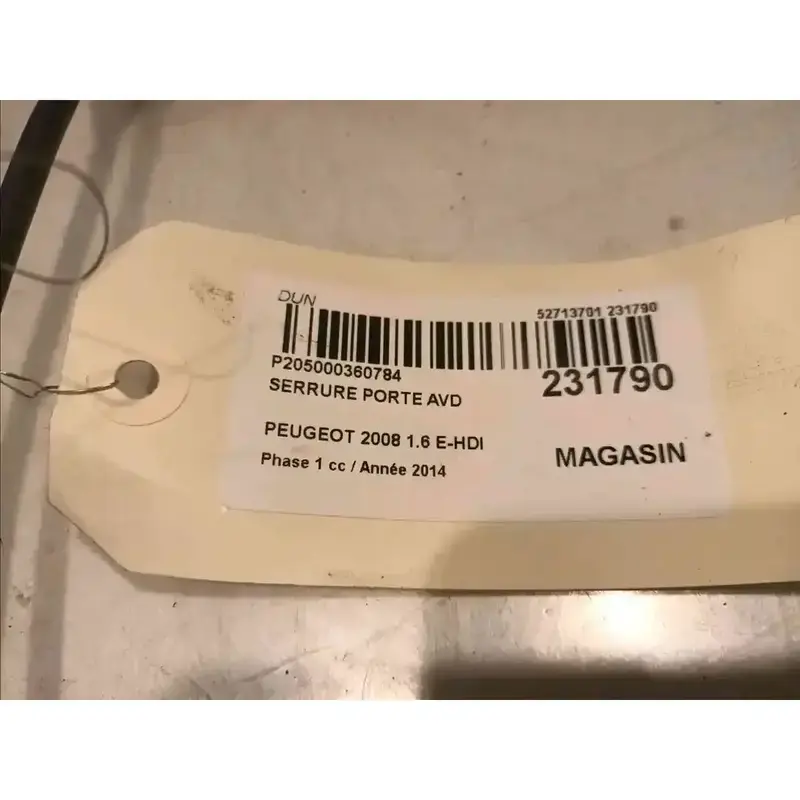 DUN
52713701 231790
P205000360784
231790
SERRURE PORTE AVD
PEUGEOT 2008 1.6 E-HDI
MAGASIN
Phase 1 cc / Année 2014